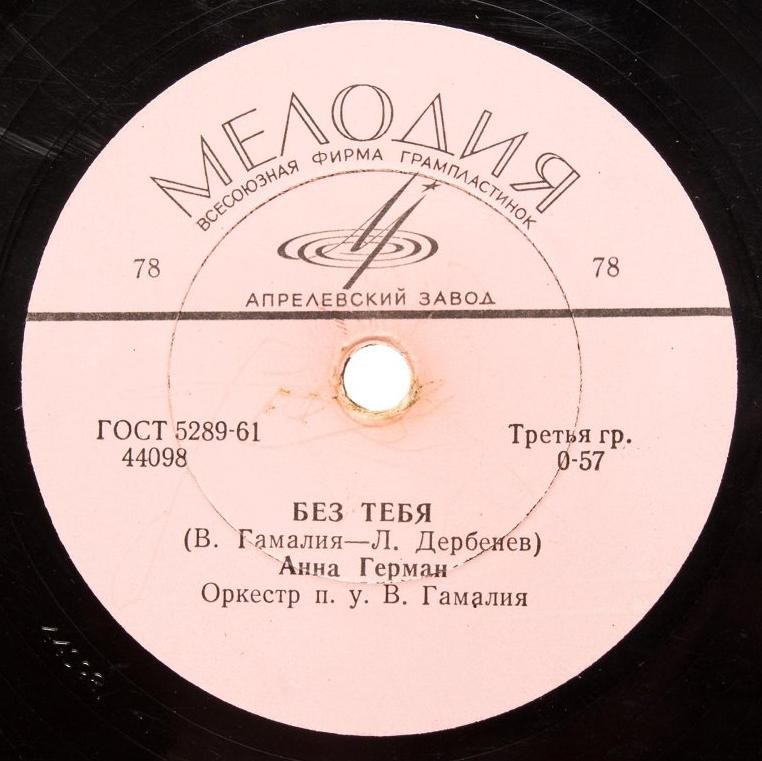 МЕЛОДИЯ
ВСЕСОЮЗНАЯ ФИРМА ГРАМПЛАСТИНОК
78 78
АПРЕЛЕВСКИЙ ЗАВОД
ГОСТ 5289-61 Третья гр.
44098 0-57
БЕЗ ТЕБЯ
(В. Гамалия—Л. Дербенев)
Анна Герман
Оркестр п. у. В. Гамалия